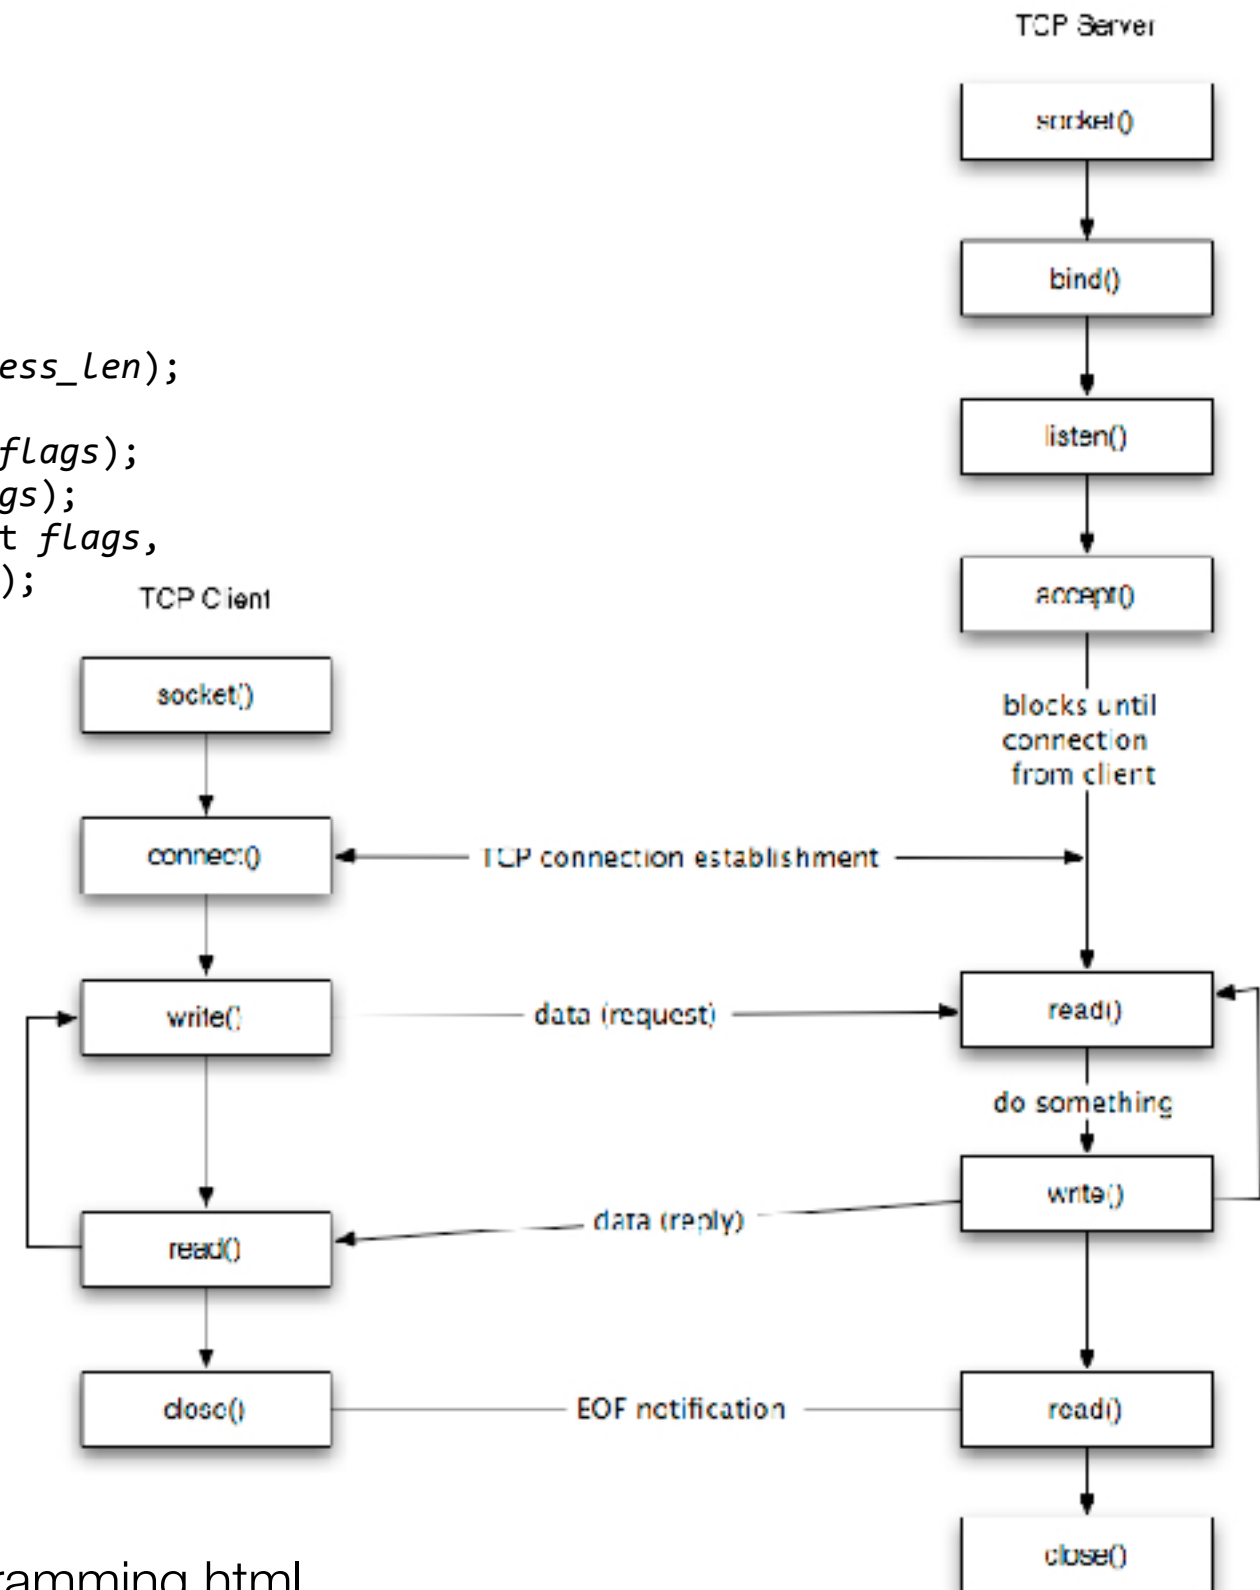 TCP Server
socket()
bind()
listen()
accept()
blocks until
connection
from client
ess_len);
flags);
gs);
t flags,
);
TCP Client
socket()
connect()
TCP connection establishment
write()
data (request)
read()
do something
write()
data (reply)
read()
close()
EOF notification
read()
close()
ramming.html